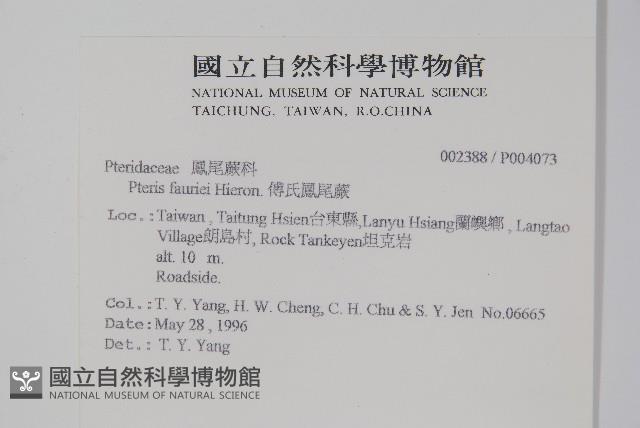 國立自然科學博物館
NATIONAL MUSEUM OF NATURAL SCIENCE
TAICHUNG, TAIWAN, R.O.CHINA
002388 / P004073
Pteridaceae 鳳尾蕨科
Pteris fauriei Hieron. 傅氏鳳尾蕨
Loc.: Taiwan , Taitung Hsien台東縣,Lanyu Hsiang蘭嶼鄉 , Langtao
Village朗島村, Rock Tankeyen坦克岩
alt. 10 m.
Roadside.
Col.: T. Y. Yang, H. W. Cheng, C. H. Chu & S. Y. Jen No.06665
Date: May 28 , 1996
Det.: T. Y. Yang
國立自然科學博物館
NATIONAL MUSEUM OF NATURAL SCIENCE